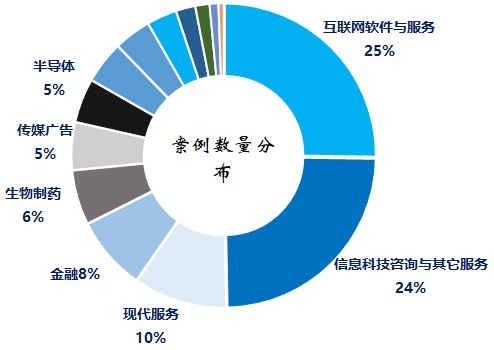 互联网软件与服务
25%
半导体
5%
传媒广告
5%
案例数量分
布
生物制药
6%
信息科技咨询与其它服务
24%
金融8%
现代服务
10%